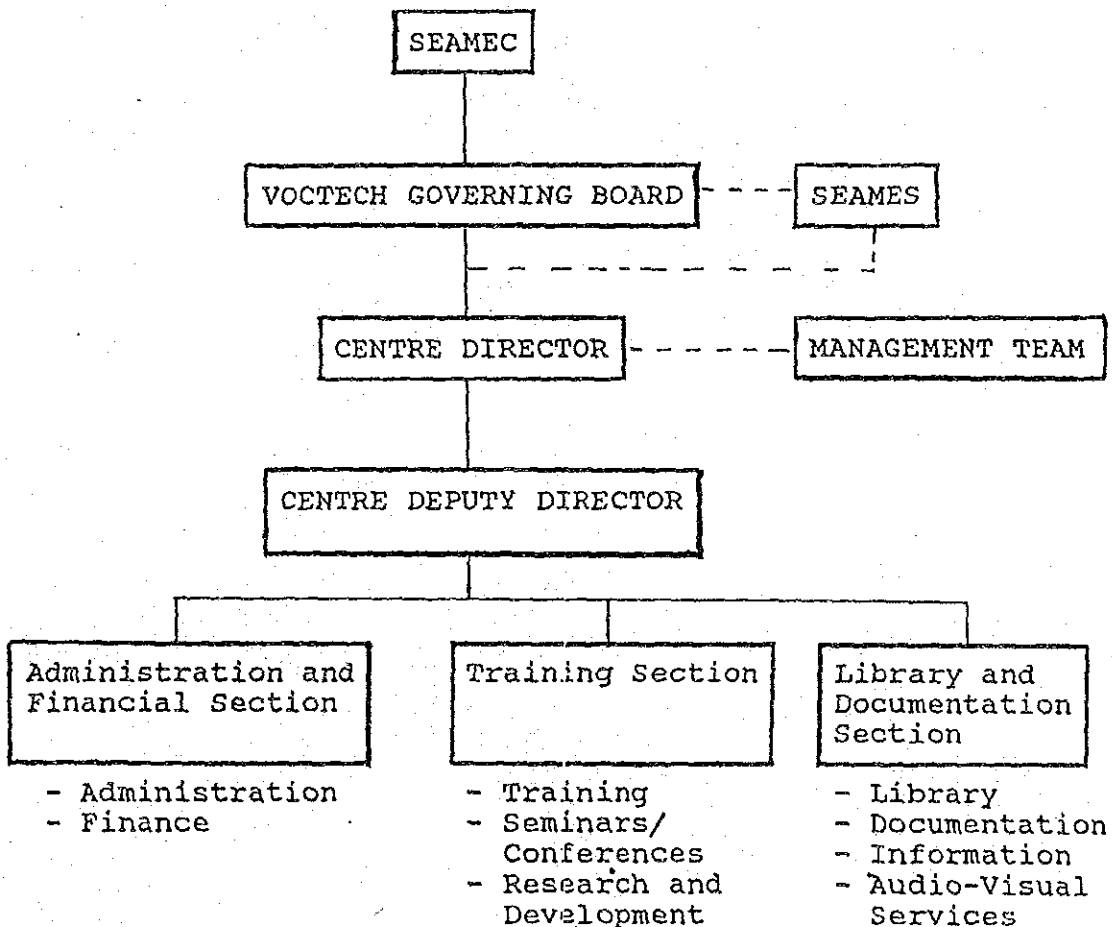 SEAMEC
VOCTECH GOVERNING BOARD
SEAMES
CENTRE DIRECTOR
MANAGEMENT TEAM
CENTRE DEPUTY DIRECTOR
Administration and
Financial Section
- Administration
- Finance
Training Section
- Training
- Seminars/
Conferences
- Research and
Development
Library and
Documentation
Section
- Library
- Documentation
- Information
- Audio-Visual
Services